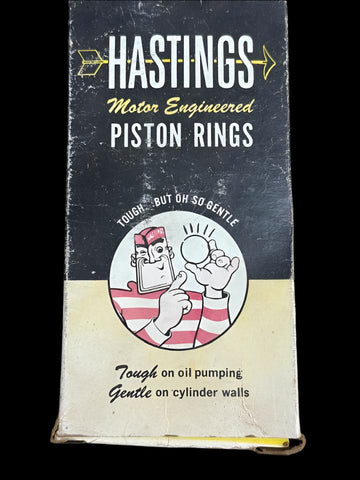 HASTINGS
Motor Engineered
PISTON RINGS
TOUGH... BUT OH SO GENTLE
Tough on oil pumping
Gentle on cylinder walls